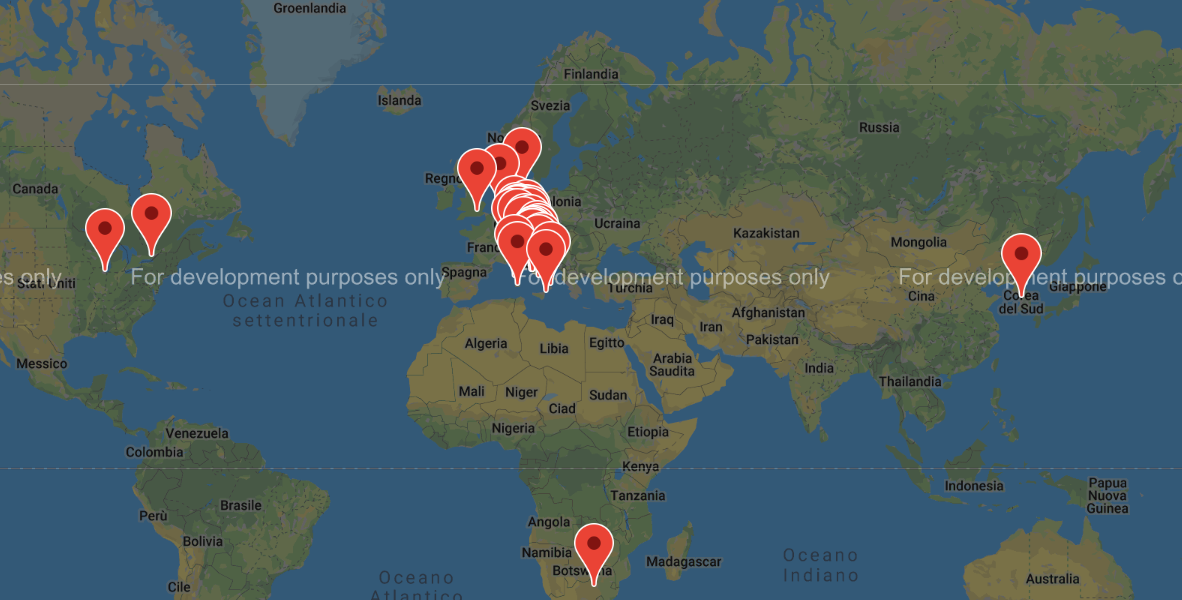 Groenlandia
Finlandia
Islanda
Svezia
No
Russia
Regno
Canada
lonia
Ucraina
Kazakistan
Mongolia
Franc
Spagna
es only
For development purposes only
For development purposes only
For development purposes o
Stati Uniti
Turchia
Giappone
Cina
Corea
del Sud
Ocean Atlantico
settentrionale
Iraq
Iran
Afghanistan
Pakistan
Algeria
Libia
Egitto
Arabia
Saudita
India
Messico
Thailandia
Mali
Niger
Sudan
Ciad
Nigeria
Etiopia
Venezuela
Colombia
Kenya
Indonesia
Papua
Nuova
Guinea
Tanzania
Brasile
Perù
Angola
Bolivia
Namibia
Botswana
Madagascar
Oceano
Indiano
Oceano
Atlantico
Cile
Australia